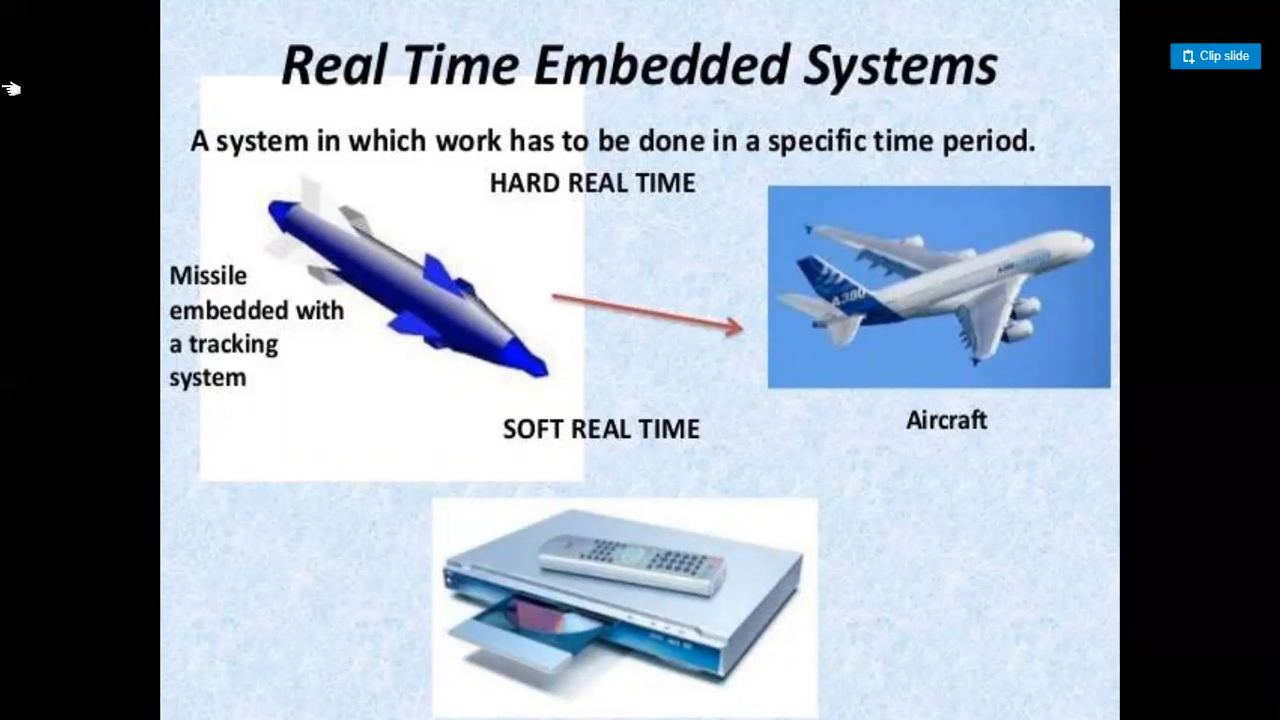 Real Time Embedded Systems
Clip slide
A system in which work has to be done in a specific time period.
HARD REAL TIME
Missile
embedded with
a tracking
system
A380
Aircraft
SOFT REAL TIME